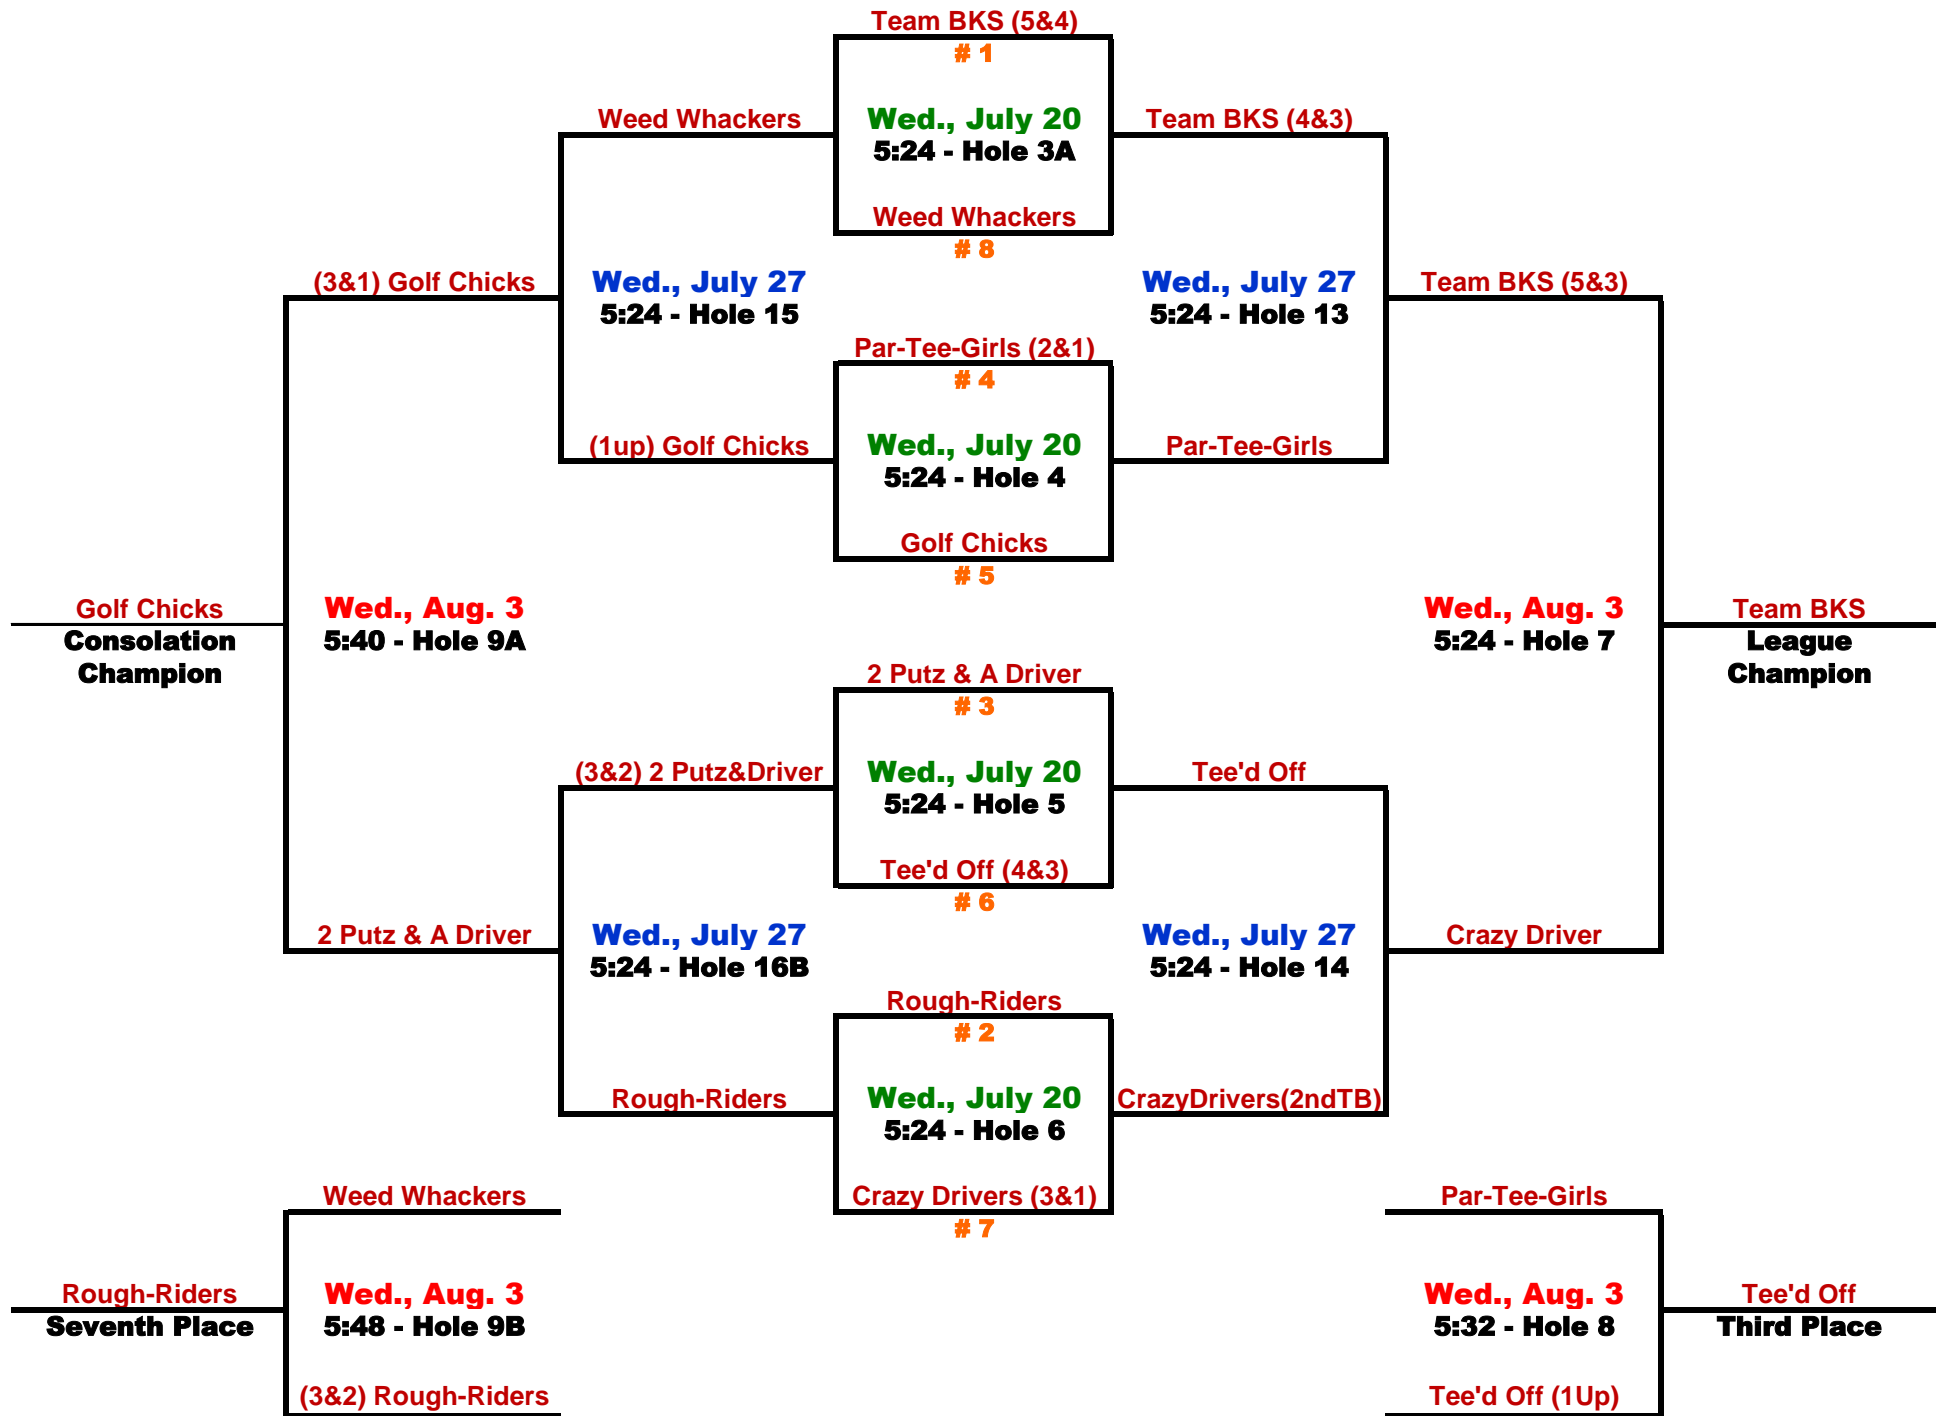 Team BKS (5&4)
# 1
Weed Whackers
Wed., July 20
Team BKS (4&3)
5:24 - Hole 3A
Weed Whackers
# 8
(3&1) Golf Chicks
Wed., July 27
Wed., July 27
Team BKS (5&3)
5:24 - Hole 15
5:24 - Hole 13
Par-Tee-Girls (2&1)
# 4
(1up) Golf Chicks
Wed., July 20
Par-Tee-Girls
5:24 - Hole 4
Golf Chicks
# 5
Golf Chicks
Wed., Aug. 3
Wed., Aug. 3
Team BKS
Consolation
5:40 - Hole 9A
5:24 - Hole 7
League
Champion
2 Putz & A Driver
Champion
# 3
(3&2) 2 Putz&Driver
Wed., July 20
Tee'd Off
5:24 - Hole 5
Tee'd Off (4&3)
# 6
2 Putz & A Driver
Wed., July 27
Wed., July 27
Crazy Driver
5:24 - Hole 16B
5:24 - Hole 14
Rough-Riders
# 2
Rough-Riders
Wed., July 20
CrazyDrivers(2ndTB)
5:24 - Hole 6
Weed Whackers
Crazy Drivers (3&1)
Par-Tee-Girls
# 7
Rough-Riders
Wed., Aug. 3
Wed., Aug. 3
Tee'd Off
Seventh Place
5:48 - Hole 9B
5:32 - Hole 8
Third Place
(3&2) Rough-Riders
Tee'd Off (1Up)